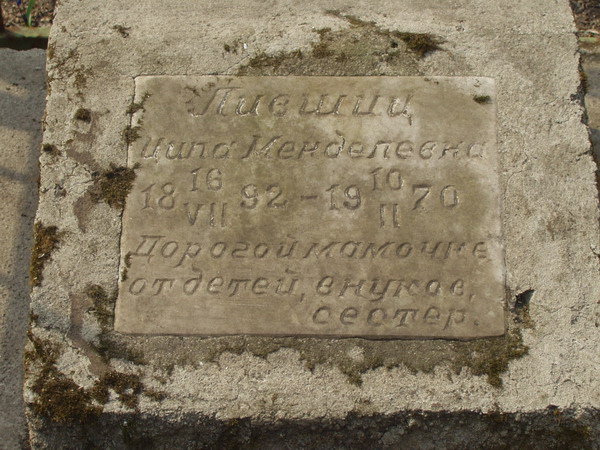 Лившиц
Ципа Менделевна
18 16/VII 92 – 19 10/II 70
Дорогой мамочке
от детей, внуков,
сестер.